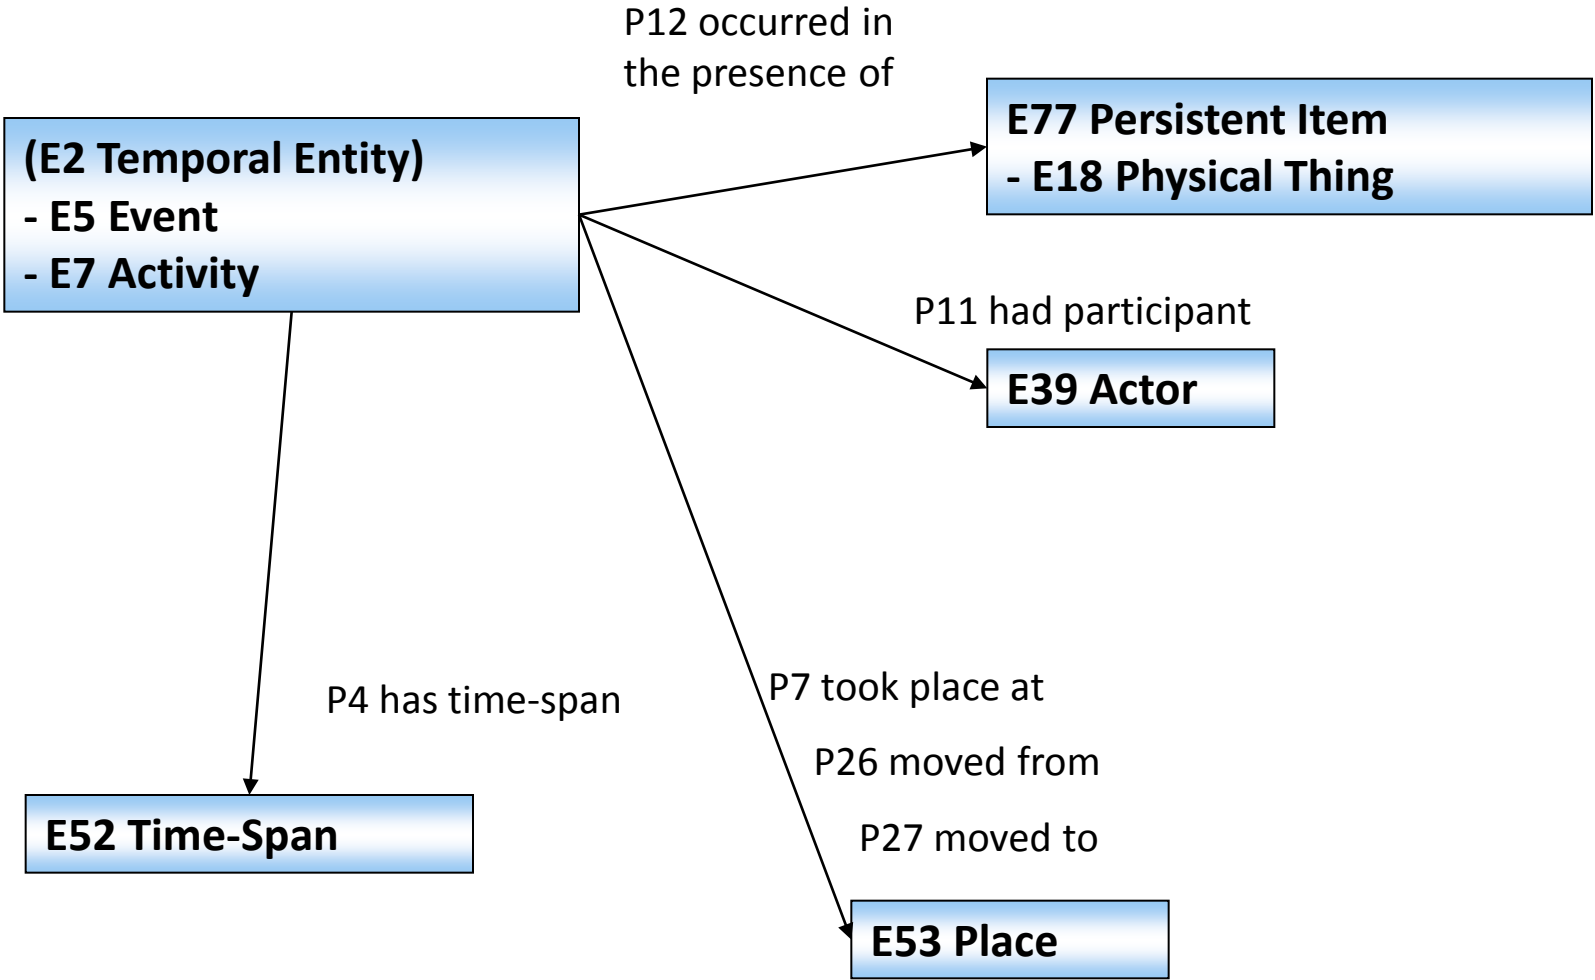 P12 occurred in
the presence of
(E2 Temporal Entity)
- E5 Event
- E7 Activity
E77 Persistent Item
- E18 Physical Thing
P11 had participant
E39 Actor
P4 has time-span
P7 took place at
P26 moved from
P27 moved to
E52 Time-Span
E53 Place